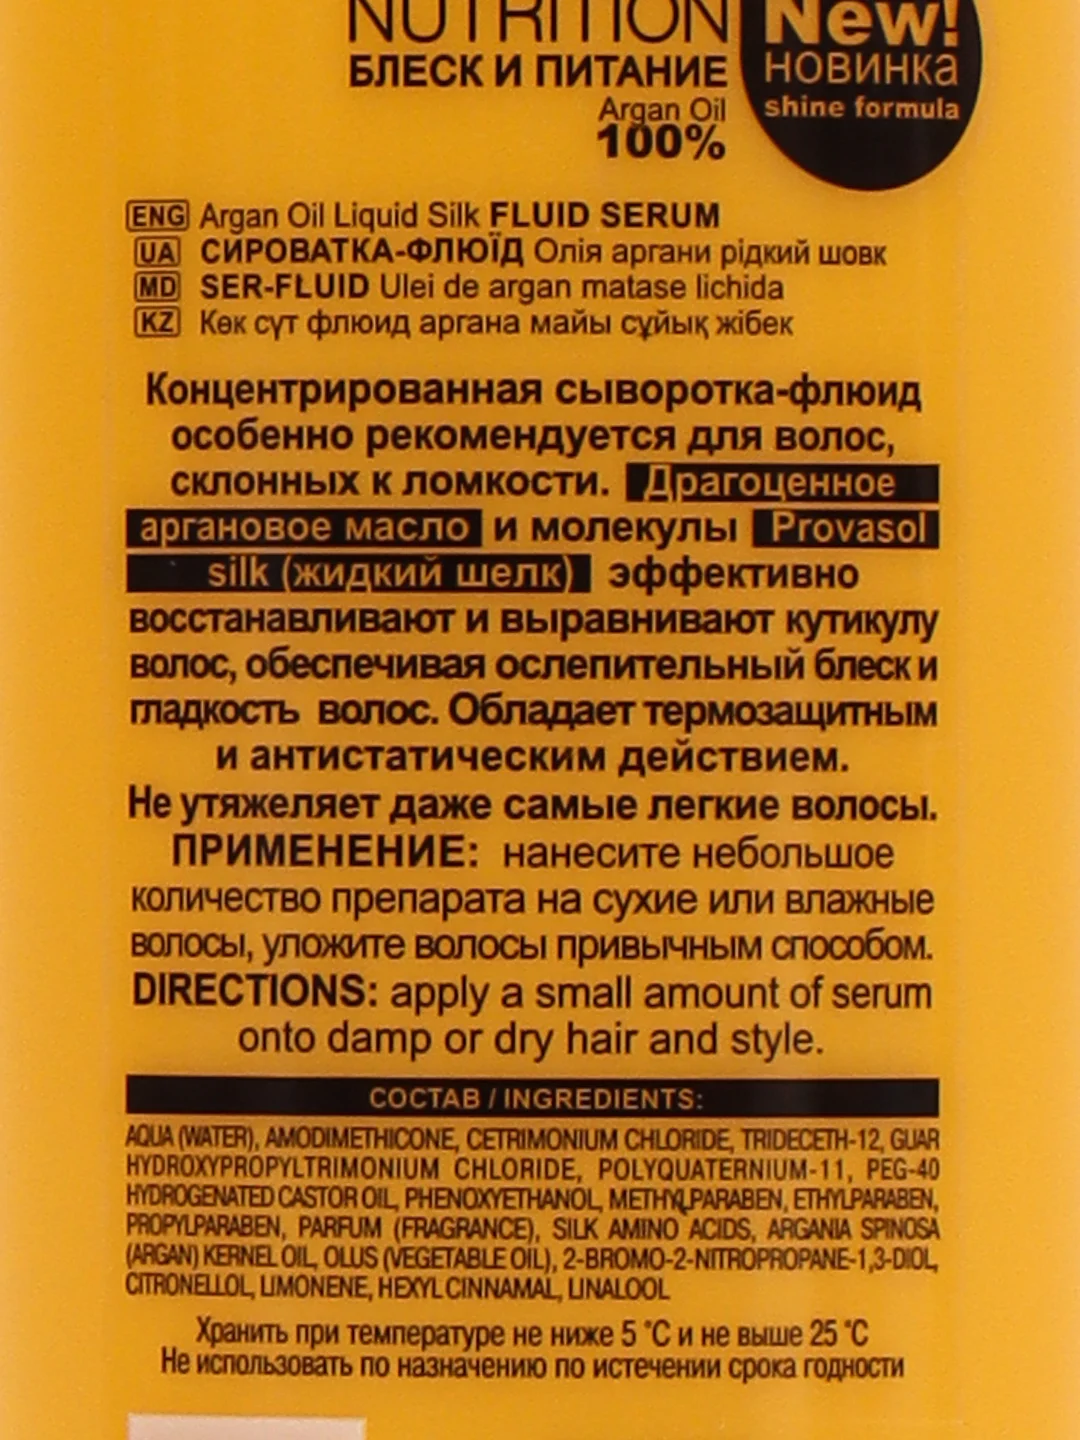 NUTRITION
БЛЕСК И ПИТАНИЕ
Argan Oil
100%
New!
НОВИНКА
shine formula
ENG Argan Oil Liquid Silk FLUID SERUM
UA СИРОВАТКА-ФЛЮЇД Олія аргани рідкий шовк
MD SER-FLUID Ulei de argan matase lichida
KZ Көк сүт флюид аргана майы сұйық жібек
Концентрированная сыворотка-флюид
особенно рекомендуется для волос,
склонных к ломкости. Драгоценное
аргановое масло и молекулы Provasol
silk (жидкий шелк) эффективно
восстанавливают и выравнивают кутикулу
волос, обеспечивая ослепительный блеск и
гладкость волос. Обладает термозащитным
и антистатическим действием.
Не утяжеляет даже самые легкие волосы.
ПРИМЕНЕНИЕ: нанесите небольшое
количество препарата на сухие или влажные
волосы, уложите волосы привычным способом.
DIRECTIONS: apply a small amount of serum
onto damp or dry hair and style.
СОСТАВ / INGREDIENTS:
AQUA (WATER), AMODIMETHICONE, CETRIMONIUM CHLORIDE, TRIDECETH-12, GUAR
HYDROXYPROPYLTRIMONIUM CHLORIDE, POLYQUATERNIUM-11, PEG-40
HYDROGENATED CASTOR OIL, PHENOXYETHANOL, METHYLPARABEN, ETHYLPARABEN,
PROPYLPARABEN, PARFUM (FRAGRANCE), SILK AMINO ACIDS, ARGANIA SPINOSA
(ARGAN) KERNEL OIL, OLUS (VEGETABLE OIL), 2-BROMO-2-NITROPROPANE-1,3-DIOL,
CITRONELLOL, LIMONENE, HEXYL CINNAMAL, LINALOOL
Хранить при температуре не ниже 5 °C и не выше 25 °C
Не использовать по назначению по истечении срока годности